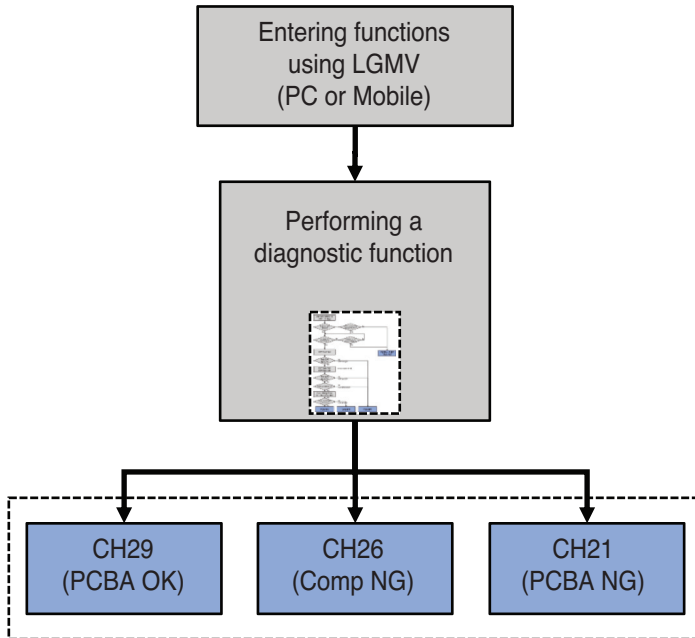 Entering functions
using LGMV
(PC or Mobile)
Performing a
diagnostic function
CH29
(PCBA OK)
CH26
(Comp NG)
CH21
(PCBA NG)